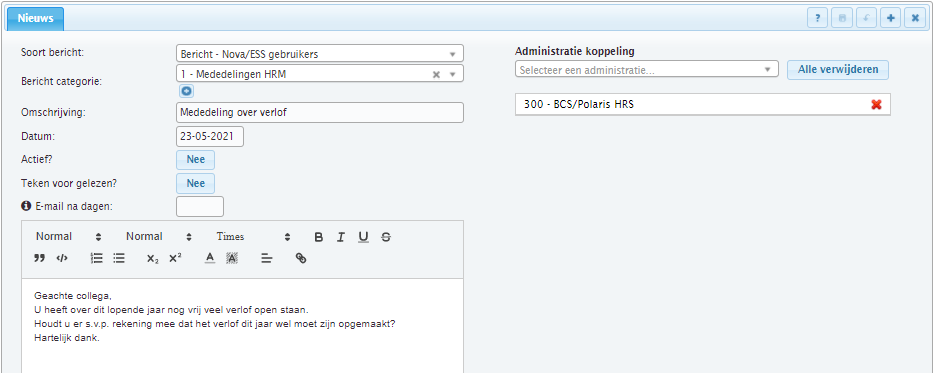 Nieuws
?
Soort bericht:
Bericht - Nova/ESS gebruikers
Bericht categorie:
1 - Mededelingen HRM
Omschrijving:
Mededeling over verlof
Datum:
23-05-2021
Actief?
Nee
Teken voor gelezen?
Nee
E-mail na dagen:
Normal Normal Times B I U S
A A
Geachte collega,
U heeft over dit lopende jaar nog vrij veel verlof open staan.
Houdt u er s.v.p. rekening mee dat het verlof dit jaar wel moet zijn opgemaakt?
Hartelijk dank.
Administratie koppeling
Selecteer een administratie...
Alle verwijderen
300 - BCS/Polaris HRS